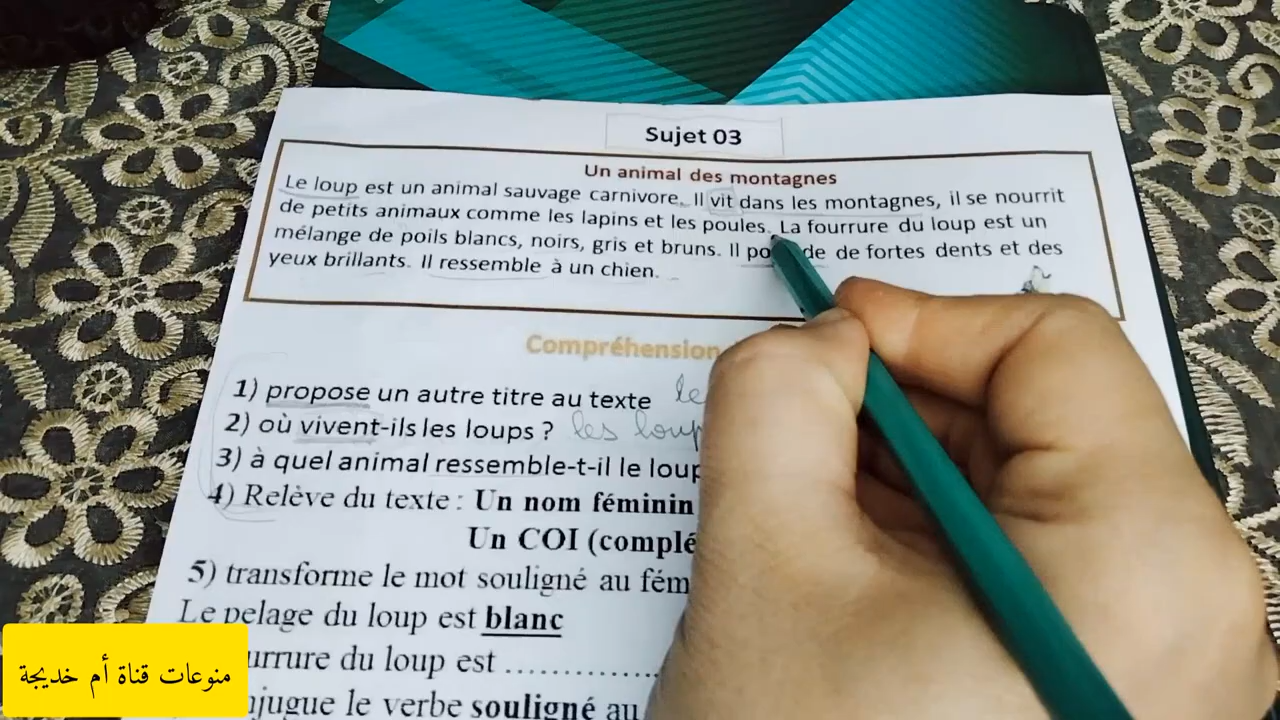 Sujet 03
Un animal des montagnes
Le loup est un animal sauvage carnivore. Il vit dans les montagnes, il se nourrit
de petits animaux comme les lapins et les poules. La fourrure du loup est un
mélange de poils blancs, noirs, gris et bruns. Il de fortes dents et des
yeux brillants. Il ressemble à un chien.
Compréhension
1) propose un autre titre au texte le
2) où vivent-ils les loups ? les loup
3) à quel animal ressemble-t-il le loup
4) Relève du texte : Un nom féminin
Un COI (complé
5) transforme le mot souligné au fém
Le pelage du loup est blanc
urrure du loup est ...............
njugue le verbe souligné au
منوعات قناة أم خديجة